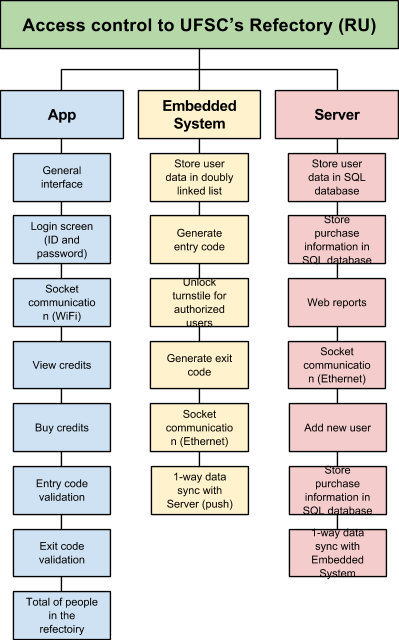 Access control to UFSC's Refectory (RU)
App
General
interface
Login screen
(ID and
password)
Socket
communicatio
n (WiFi)
View credits
Buy credits
Entry code
validation
Exit code
validation
Total of people
in the
refectoiry
Embedded
System
Store user
data in doubly
linked list
Generate
entry code
Unlock
turnstile for
authorized
users
Generate exit
code
Socket
communicatio
n (Ethernet)
1-way data
sync with
Server (push)
Server
Store user
data in SQL
database
Store
purchase
information in
SQL database
Web reports
Socket
communicatio
n (Ethernet)
Add new user
Store
purchase
information in
SQL database
1-way data
sync with
Embedded
System